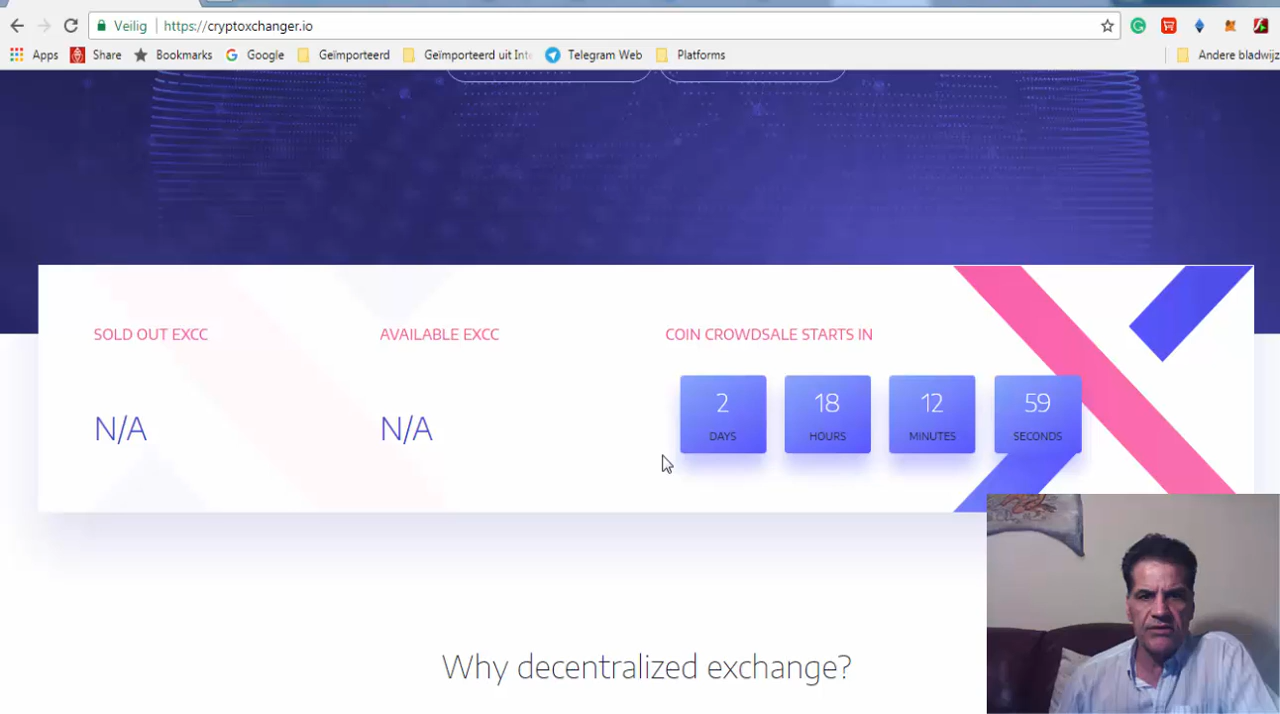 Veilig https://cryptoxchanger.io
Apps Share Bookmarks Google Geïmporteerd Geïmporteerd uit Int Telegram Web Platforms Andere bladwijz
SOLD OUT EXCC AVAILABLE EXCC COIN CROWDSALE STARTS IN
N/A N/A
2 18 12 59
DAYS HOURS MINUTES SECONDS
Why decentralized exchange?